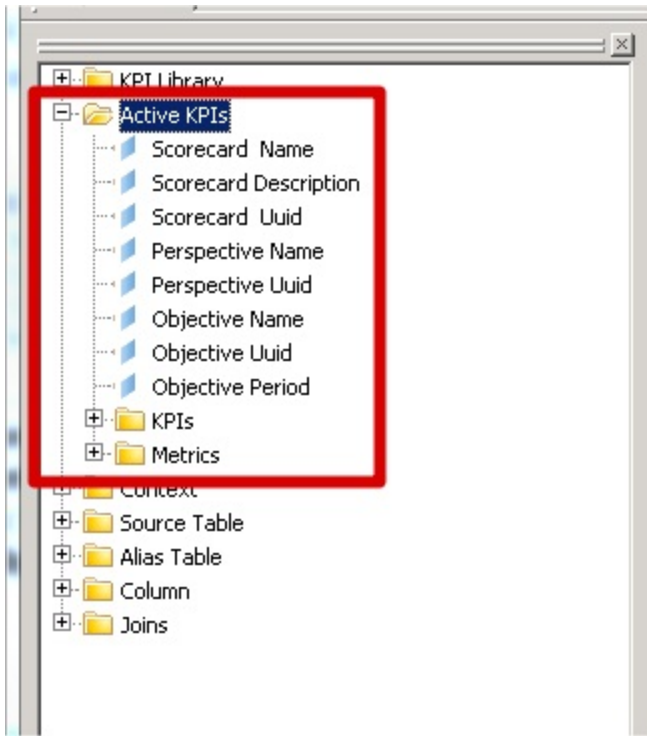 KPI Library
Active KPIs
Scorecard  Name
Scorecard Description
Scorecard  Uuid
Perspective Name
Perspective Uuid
Objective Name
Objective Uuid
Objective Period
KPIs
Metrics
Context
Source Table
Alias Table
Column
Joins